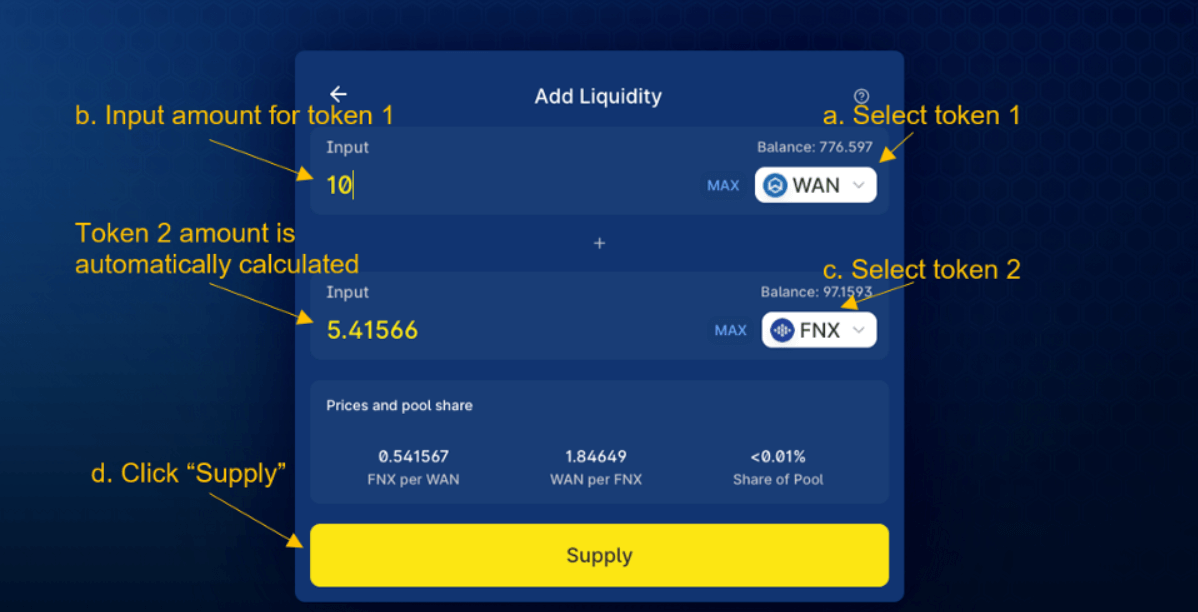 Add Liquidity
b. Input amount for token 1
a. Select token 1
Input
Balance: 776.597
10
MAX
WAN
Token 2 amount is
automatically calculated
+
c. Select token 2
Input
Balance: 97.1593
5.41566
MAX
FNX
Prices and pool share
0.541567
1.84649
<0.01%
FNX per WAN
WAN per FNX
Share of Pool
d. Click “Supply”
Supply